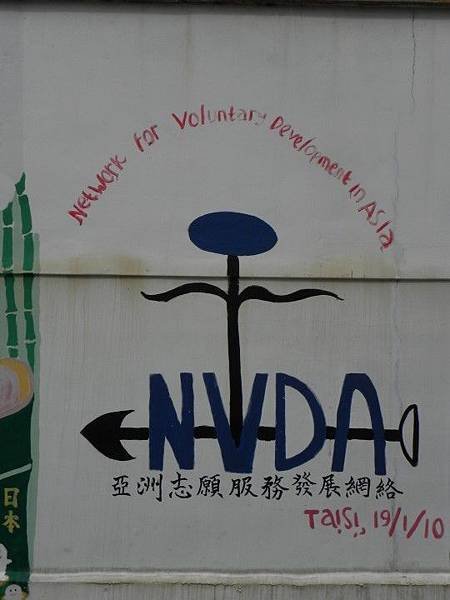 Network for Voluntary Development in Asia
NVDA
亞洲志願服務發展網絡
Taisi, 19/1/10
日本